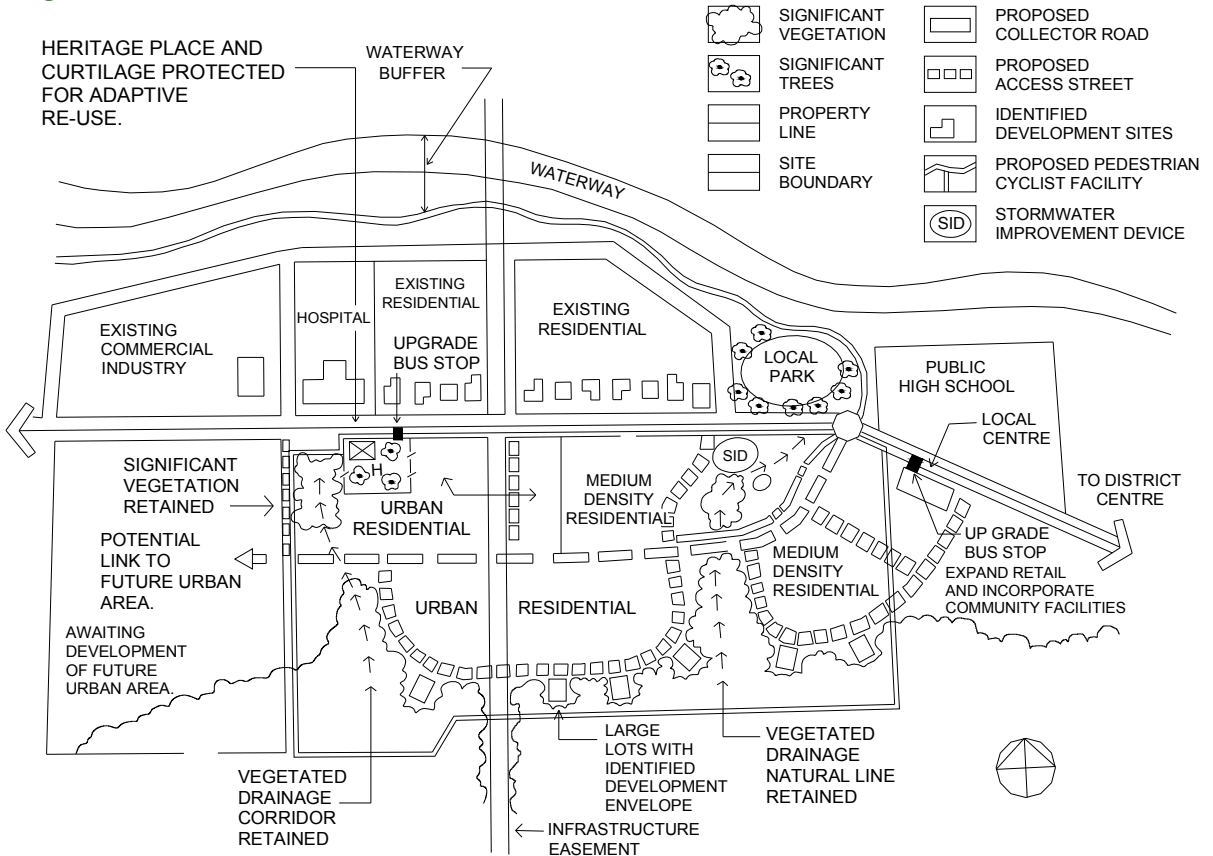 HERITAGE PLACE AND
CURTILAGE PROTECTED
FOR ADAPTIVE
RE-USE.
WATERWAY
BUFFER
SIGNIFICANT
VEGETATION
SIGNIFICANT
TREES
PROPERTY
LINE
SITE
BOUNDARY
PROPOSED
COLLECTOR ROAD
PROPOSED
ACCESS STREET
IDENTIFIED
DEVELOPMENT SITES
PROPOSED PEDESTRIAN
CYCLIST FACILITY
SID
STORMWATER
IMPROVEMENT DEVICE
WATERWAY
EXISTING
COMMERCIAL
INDUSTRY
HOSPITAL
EXISTING
RESIDENTIAL
UPGRADE
BUS STOP
EXISTING
RESIDENTIAL
LOCAL
PARK
PUBLIC
HIGH SCHOOL
LOCAL
CENTRE
TO DISTRICT
CENTRE
SIGNIFICANT
VEGETATION
RETAINED
H
URBAN
RESIDENTIAL
MEDIUM
DENSITY
RESIDENTIAL
SID
POTENTIAL
LINK TO
FUTURE URBAN
AREA.
MEDIUM
DENSITY
RESIDENTIAL
UP GRADE
BUS STOP
EXPAND RETAIL
AND INCORPORATE
COMMUNITY FACILITIES
URBAN RESIDENTIAL
AWAITING
DEVELOPMENT
OF FUTURE
URBAN AREA.
VEGETATED
DRAINAGE
CORRIDOR
RETAINED
LARGE
LOTS WITH
IDENTIFIED
DEVELOPMENT
ENVELOPE
VEGETATED
DRAINAGE
NATURAL LINE
RETAINED
INFRASTRUCTURE
EASEMENT